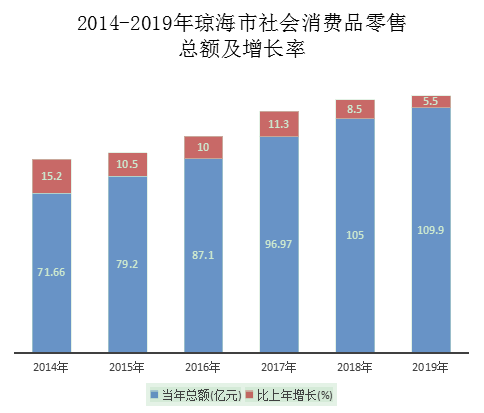 2014-2019年琼海市社会消费品零售
总额及增长率
15.2
10.5
10
11.3
8.5
5.5
71.66
79.2
87.1
96.97
105
109.9
2014年
2015年
2016年
2017年
2018年
2019年
当年总额(亿元)
比上年增长(%)